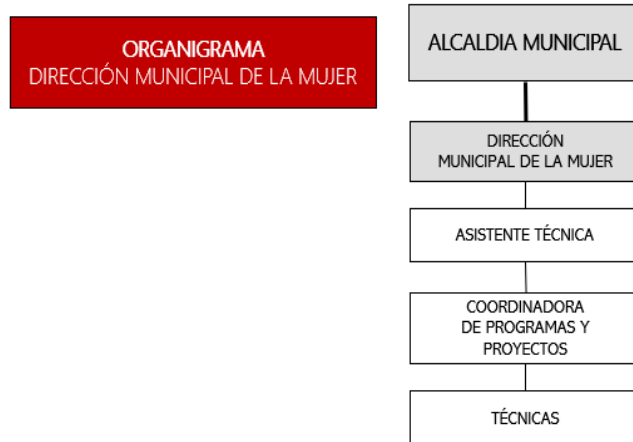 ORGANIGRAMA
DIRECCIÓN MUNICIPAL DE LA MUJER
ALCALDIA MUNICIPAL
DIRECCIÓN
MUNICIPAL DE LA MUJER
ASISTENTE TÉCNICA
COORDINADORA
DE PROGRAMAS Y
PROYECTOS
TÉCNICAS